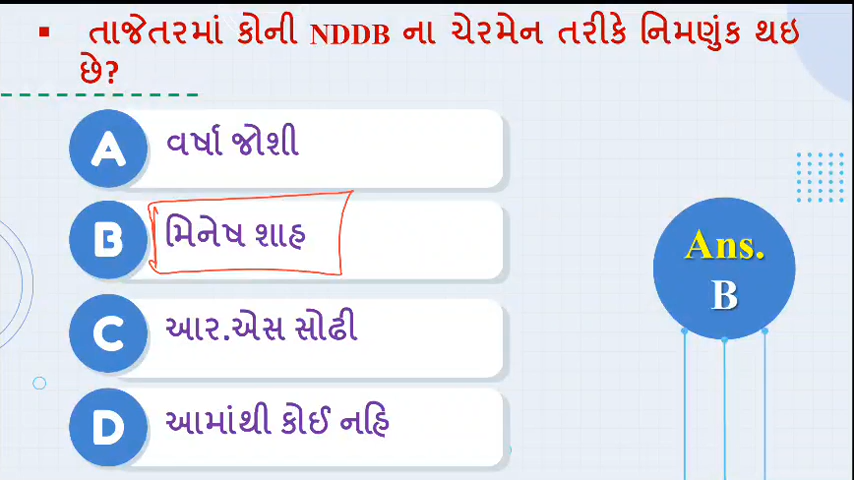 તાજેતરમાં કોની NDDB ના ચેરમેન તરીકે નિમણુંક થઇ
છે?
A વર્ષા જોશી
B મિનેષ શાહ
C આર.એસ સોઢી
D આમાંથી કોઈ નહિ
Ans.
B